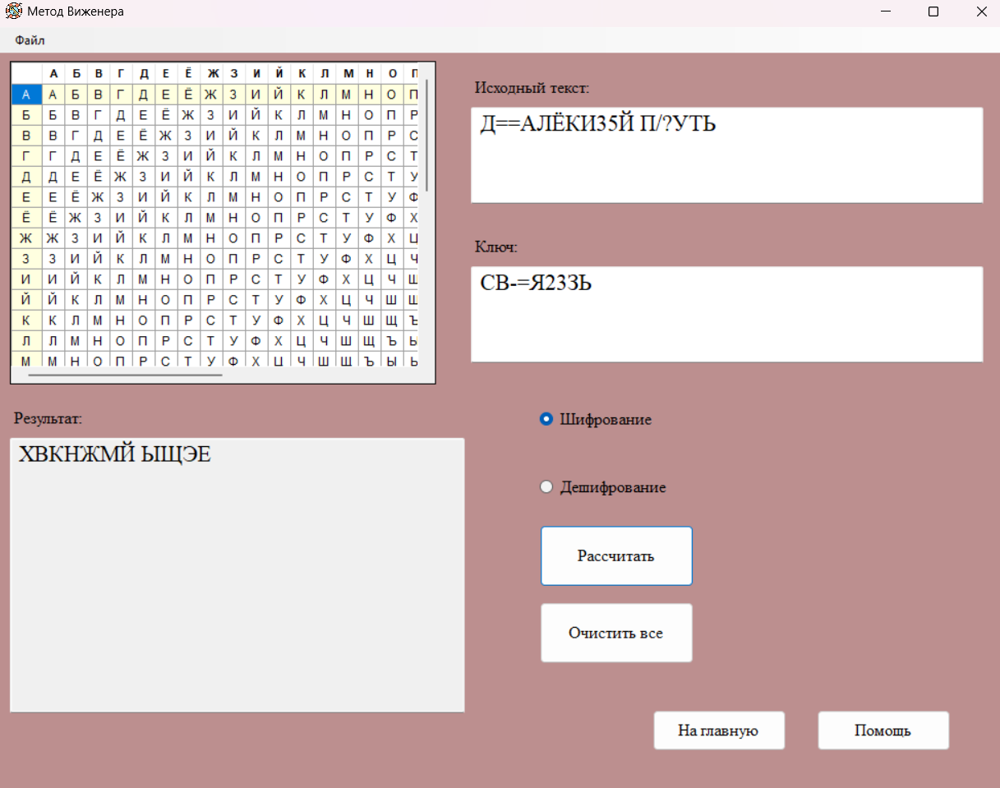 Метод Виженера
Файл
А Б В Г Д Е Ё Ж З И Й К Л М Н О П
А А Б В Г Д Е Ё Ж З И Й К Л М Н О П
Б Б В Г Д Е Ё Ж З И Й К Л М Н О П Р
В В Г Д Е Ё Ж З И Й К Л М Н О П Р С
Г Г Д Е Ё Ж З И Й К Л М Н О П Р С Т
Д Д Е Ё Ж З И Й К Л М Н О П Р С Т У
Е Е Ё Ж З И Й К Л М Н О П Р С Т У Ф
Ё Ё Ж З И Й К Л М Н О П Р С Т У Ф Х
Ж Ж З И Й К Л М Н О П Р С Т У Ф Х Ц
З З И Й К Л М Н О П Р С Т У Ф Х Ц Ч
И И Й К Л М Н О П Р С Т У Ф Х Ц Ч Ш
Й Й К Л М Н О П Р С Т У Ф Х Ц Ч Ш Щ
К К Л М Н О П Р С Т У Ф Х Ц Ч Ш Щ Ъ
Л Л М Н О П Р С Т У Ф Х Ц Ч Ш Щ Ъ Ы
М М Н О П Р С Т У Ф Х Ц Ч Ш Щ Ъ Ы Ь
Исходный текст:
Д==АЛЁКИ35Й П/?УТЬ
Ключ:
СВ-=Я23ЗЬ
Результат:
ХВКНЖМЙ ЫЩЭЕ
Шифрование
Дешифрование
Рассчитать
Очистить все
На главную
Помощь